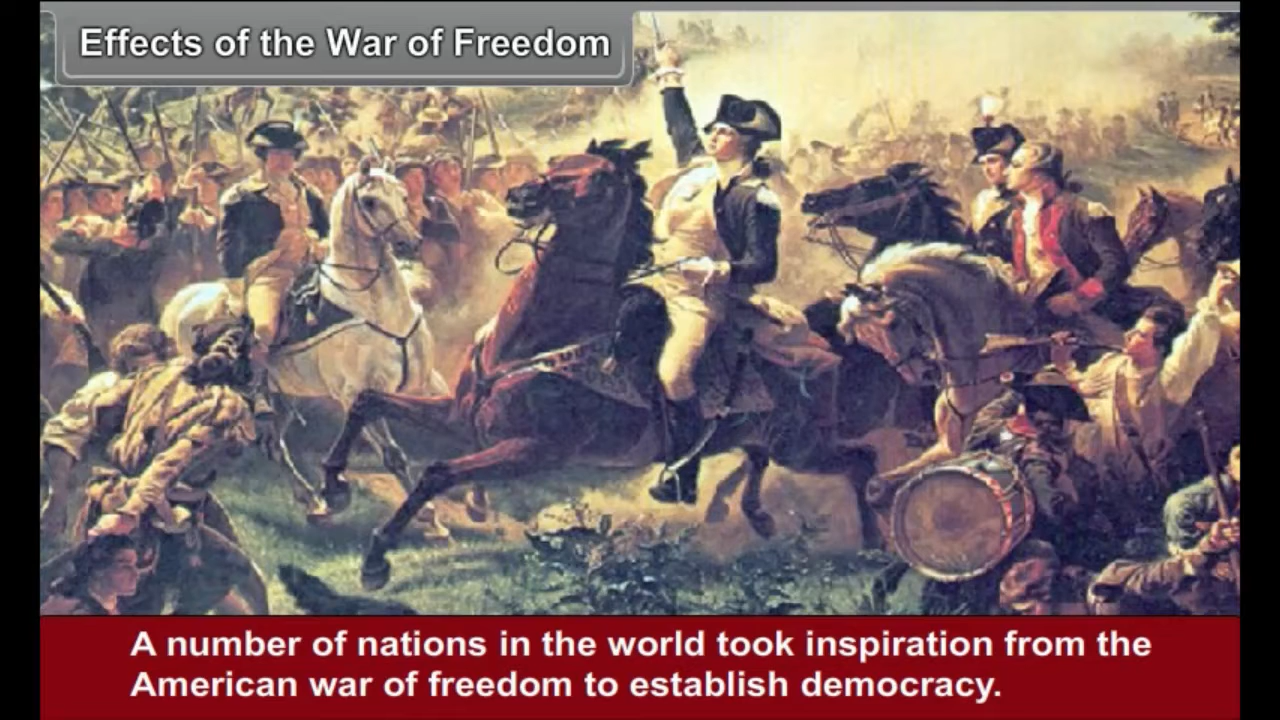 Effects of the War of Freedom
A number of nations in the world took inspiration from the
American war of freedom to establish democracy.